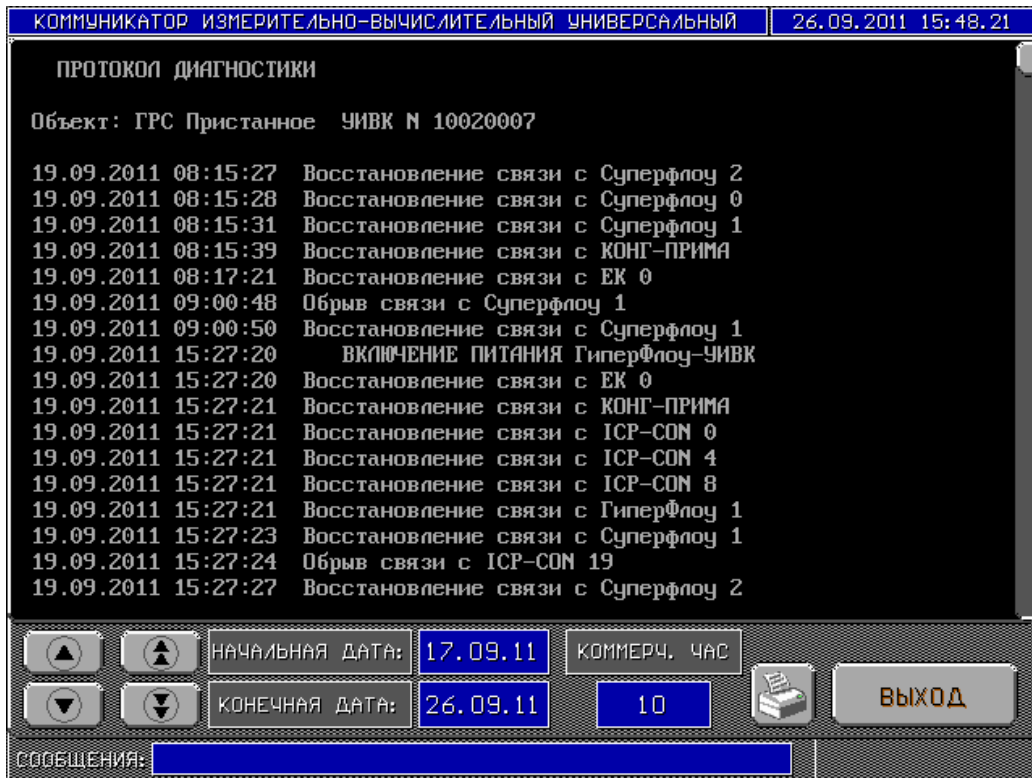 КОММУНИКАТОР ИЗМЕРИТЕЛЬНО-ВЫЧИСЛИТЕЛЬНЫЙ УНИВЕРСАЛЬНЫЙ 26.09.2011 15:48.21
ПРОТОКОЛ ДИАГНОСТИКИ
Объект: ГРС Пристанное УИВК N 10020007
19.09.2011 08:15:27 Восстановление связи с Суперфлоу 2
19.09.2011 08:15:28 Восстановление связи с Суперфлоу 0
19.09.2011 08:15:31 Восстановление связи с Суперфлоу 1
19.09.2011 08:15:39 Восстановление связи с КОНГ-ПРИМА
19.09.2011 08:17:21 Восстановление связи с ЕК 0
19.09.2011 09:00:48 Обрыв связи с Суперфлоу 1
19.09.2011 09:00:50 Восстановление связи с Суперфлоу 1
19.09.2011 15:27:20 ВКЛЮЧЕНИЕ ПИТАНИЯ ГиперФлоу-УИВК
19.09.2011 15:27:20 Восстановление связи с ЕК 0
19.09.2011 15:27:21 Восстановление связи с КОНГ-ПРИМА
19.09.2011 15:27:21 Восстановление связи с ICP-CON 0
19.09.2011 15:27:21 Восстановление связи с ICP-CON 4
19.09.2011 15:27:21 Восстановление связи с ICP-CON 8
19.09.2011 15:27:21 Восстановление связи с ГиперФлоу 1
19.09.2011 15:27:23 Восстановление связи с Суперфлоу 1
19.09.2011 15:27:24 Обрыв связи с ICP-CON 19
19.09.2011 15:27:27 Восстановление связи с Суперфлоу 2
НАЧАЛЬНАЯ ДАТА: 17.09.11 КОММЕРЧ. ЧАС
КОНЕЧНАЯ ДАТА: 26.09.11 10 ВЫХОД
СООБЩЕНИЯ: